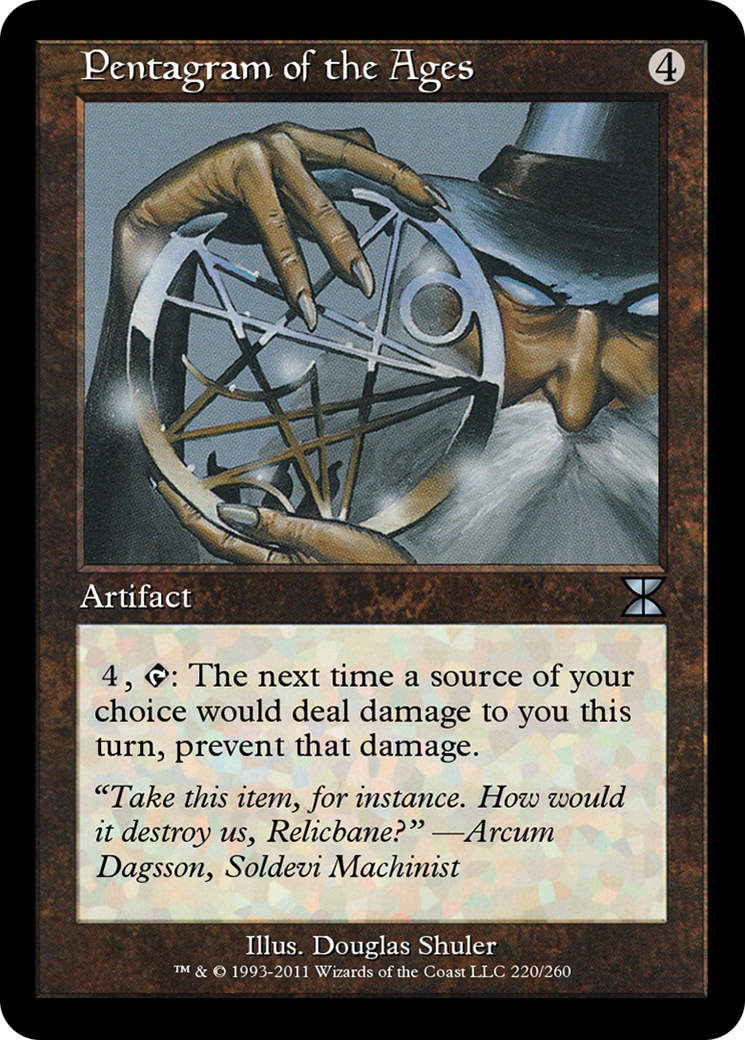 Pentagram of the Ages 4
Artifact
4, : The next time a source of your
choice would deal damage to you this
turn, prevent that damage.
“Take this item, for instance. How would
it destroy us, Relicbane?” —Arcum
Dagsson, Soldevi Machinist
Illus. Douglas Shuler
™ & © 1993-2011 Wizards of the Coast LLC 220/260